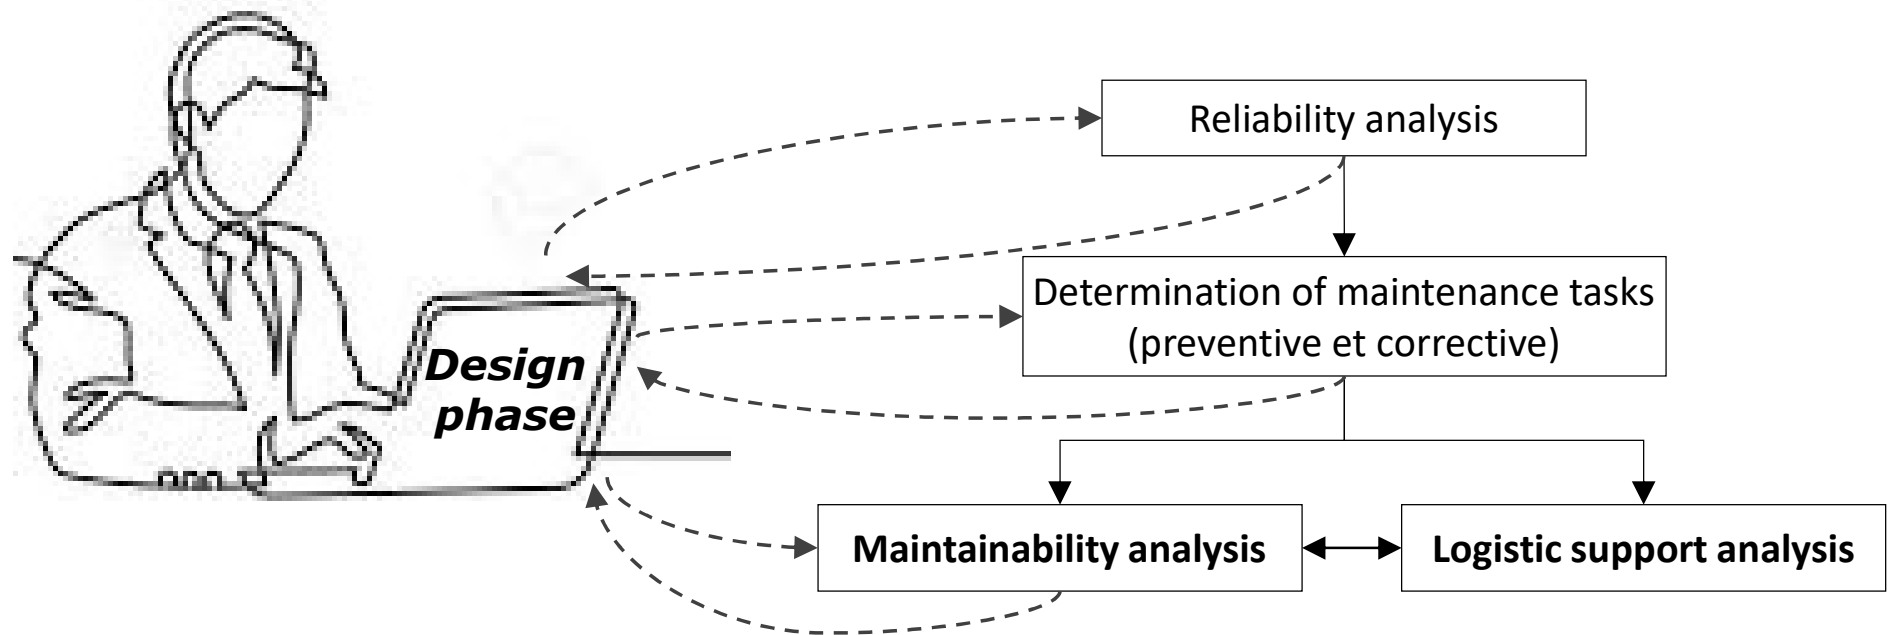 Reliability analysis
Determination of maintenance tasks
(preventive et corrective)
Design
phase
Maintainability analysis
Logistic support analysis